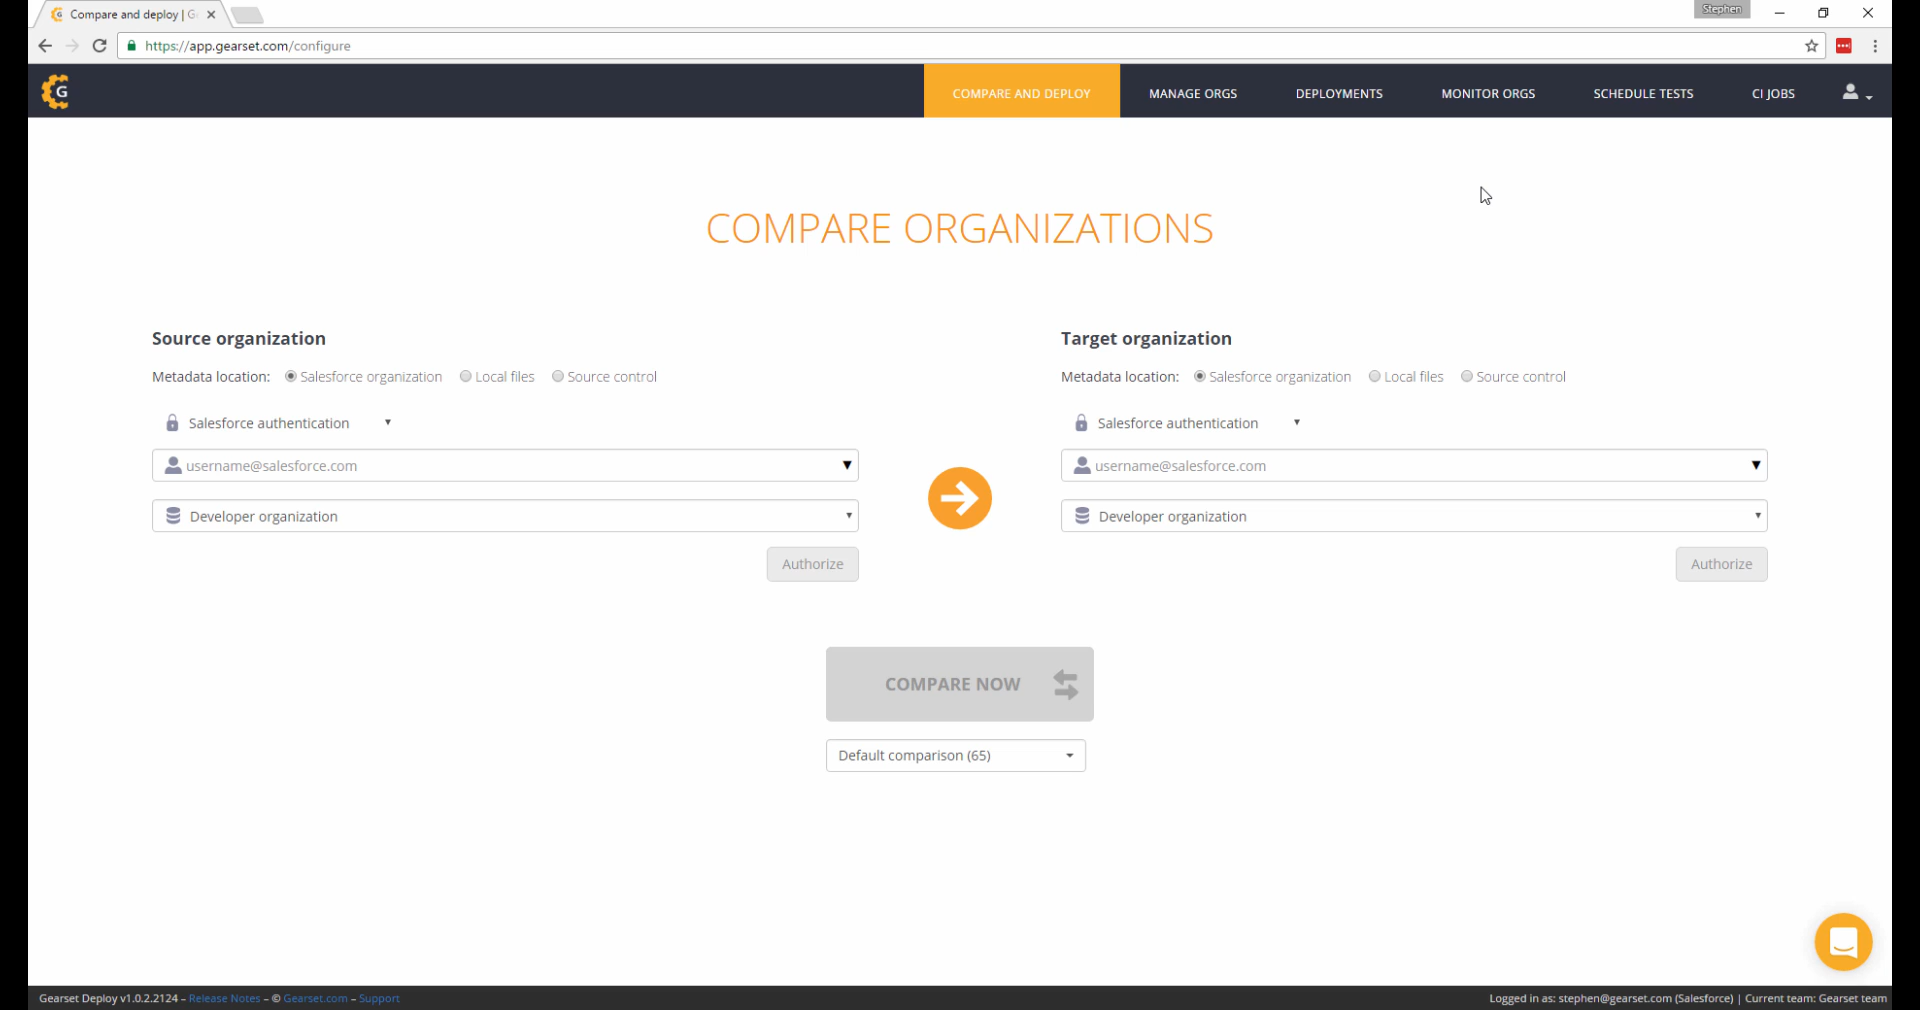 Compare and deploy | G
Stephen
https://app.gearset.com/configure
G
COMPARE AND DEPLOY
MANAGE ORGS
DEPLOYMENTS
MONITOR ORGS
SCHEDULE TESTS
CI JOBS
COMPARE ORGANIZATIONS
Source organization
Metadata location: Salesforce organization Local files Source control
Salesforce authentication
username@salesforce.com
Developer organization
Authorize
Target organization
Metadata location: Salesforce organization Local files Source control
Salesforce authentication
username@salesforce.com
Developer organization
Authorize
COMPARE NOW
Default comparison (65)
Gearset Deploy v1.0.2.2124 – Release Notes – © Gearset.com – Support
Logged in as: stephen@gearset.com (Salesforce) | Current team: Gearset team